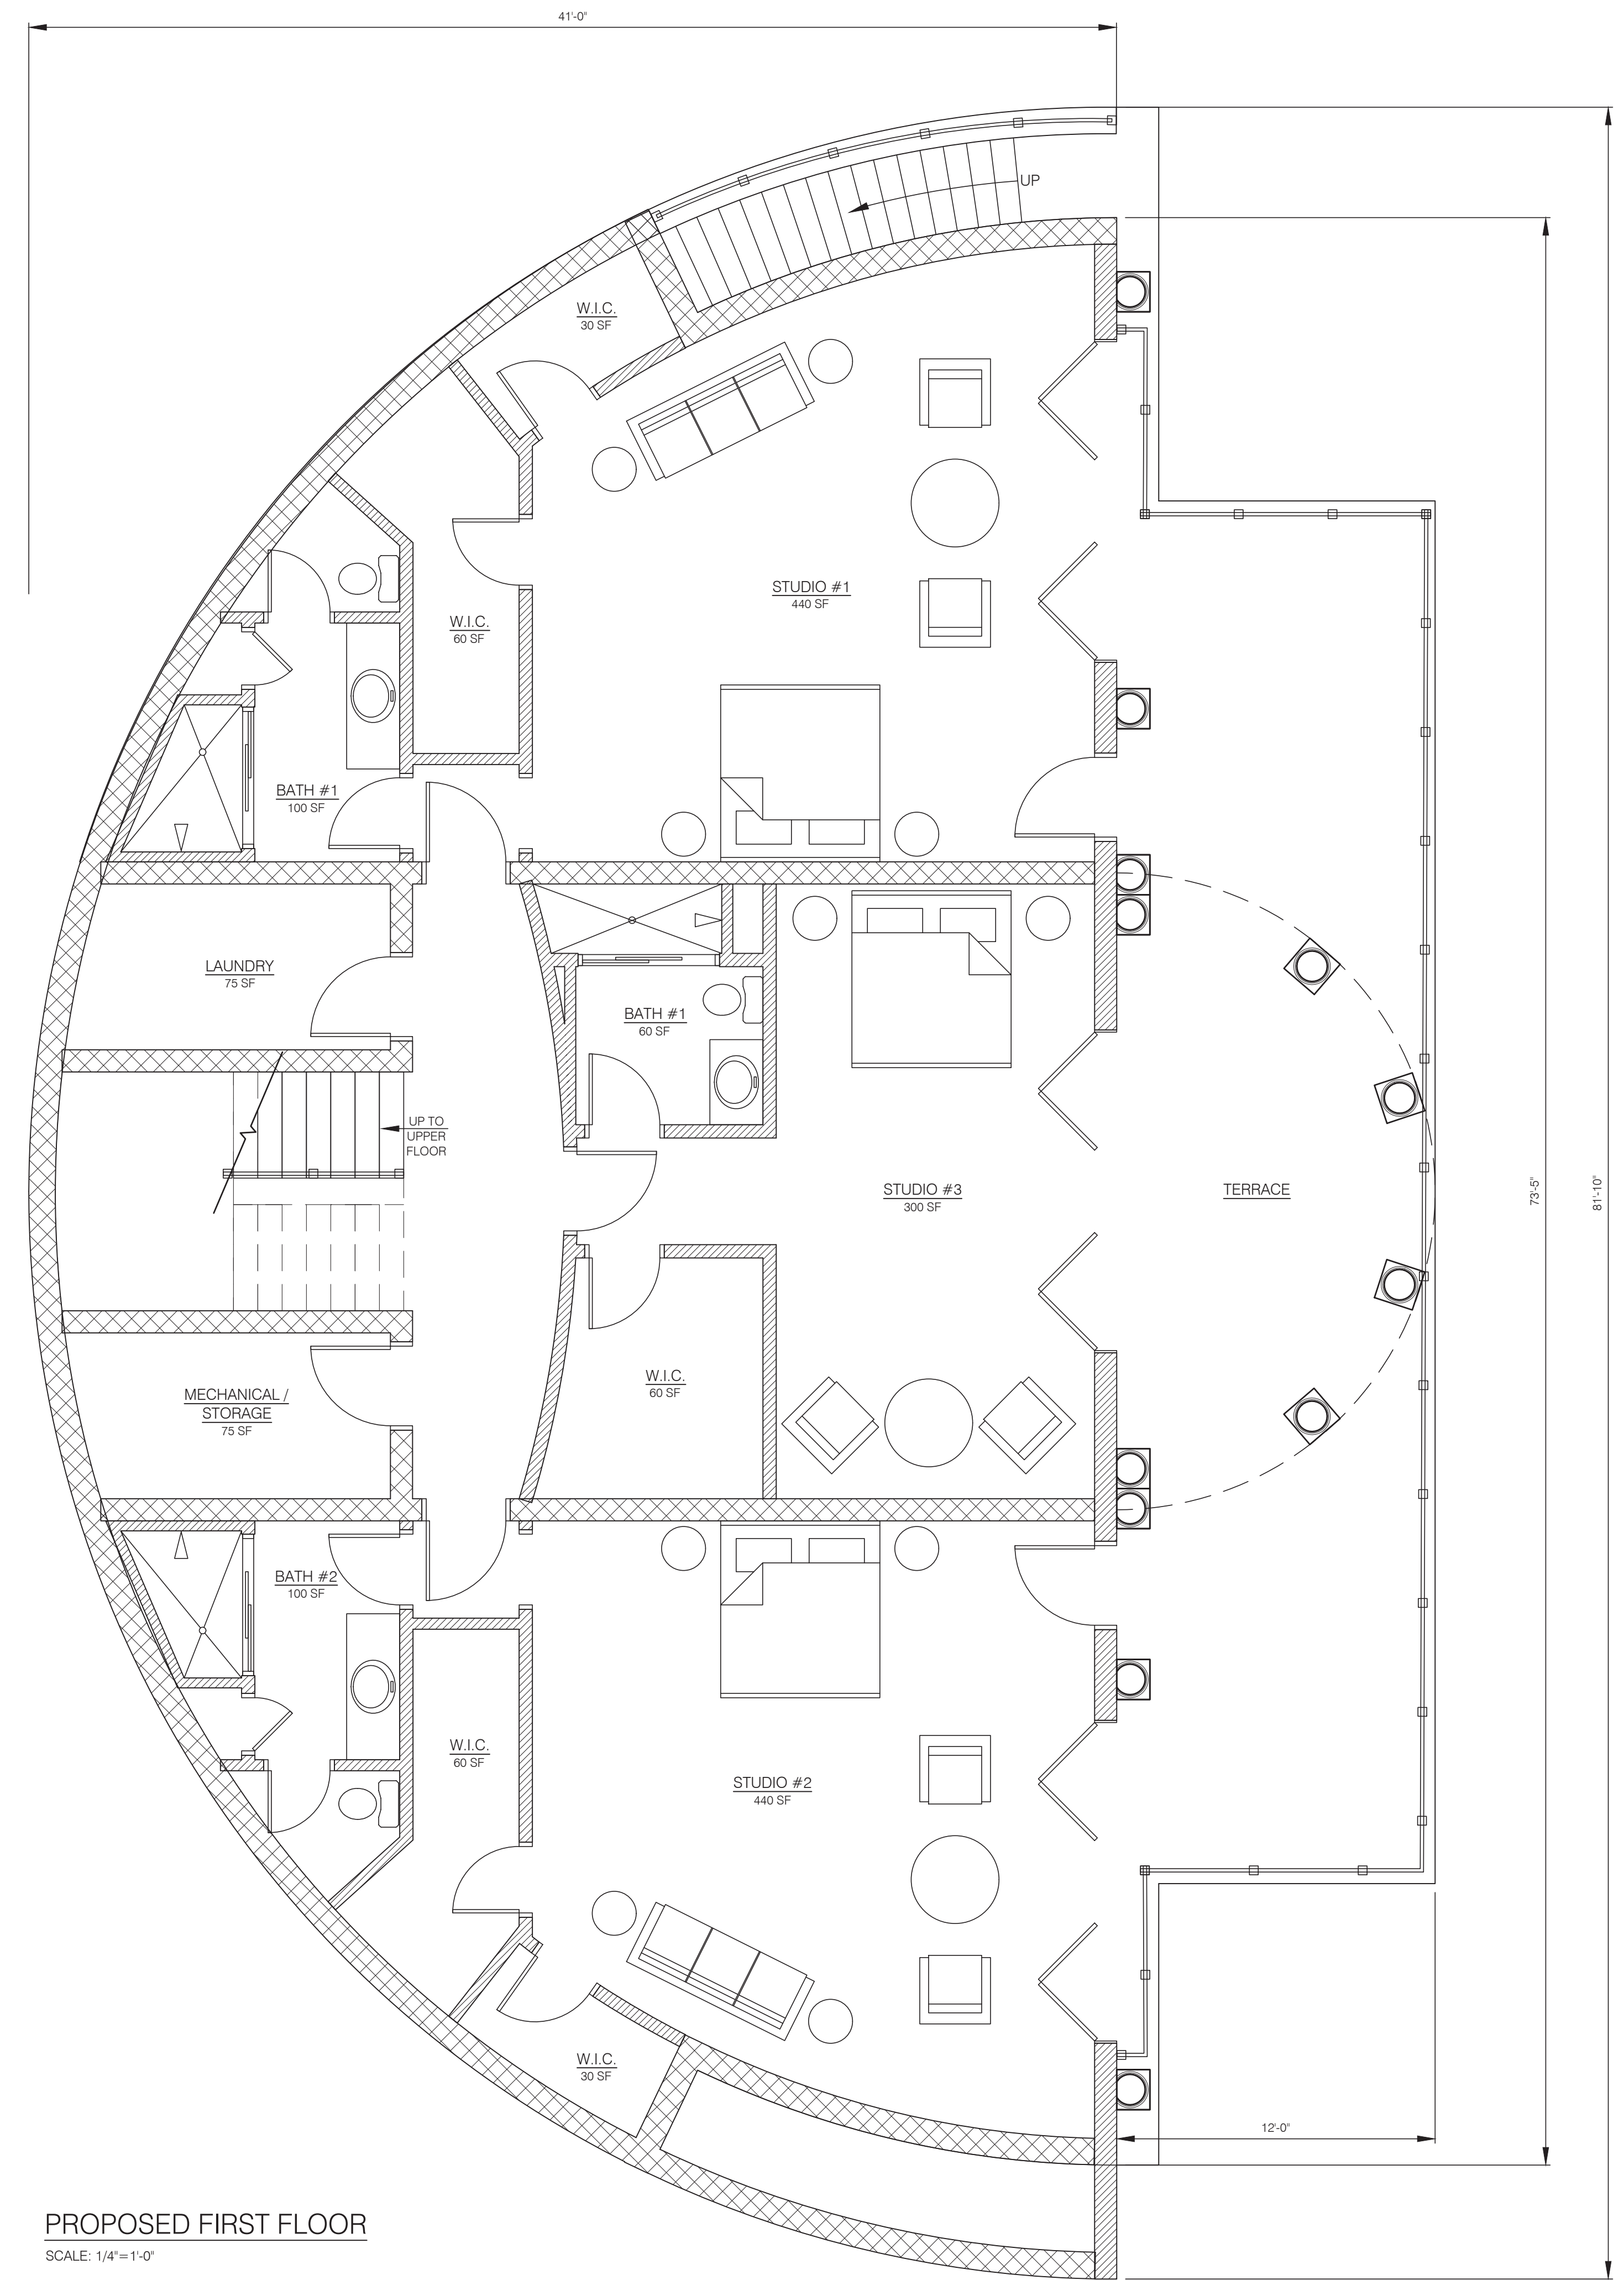 41'-0"
UP
W.I.C.
30 SF
STUDIO #1
440 SF
W.I.C.
60 SF
BATH #1
100 SF
LAUNDRY
75 SF
BATH #1
60 SF
UP TO
UPPER
FLOOR
STUDIO #3
300 SF
TERRACE
73'-5"
81'-10"
MECHANICAL /
STORAGE
75 SF
W.I.C.
60 SF
BATH #2
100 SF
W.I.C.
60 SF
STUDIO #2
440 SF
W.I.C.
30 SF
12'-0"
PROPOSED FIRST FLOOR
SCALE: 1/4"=1'-0"